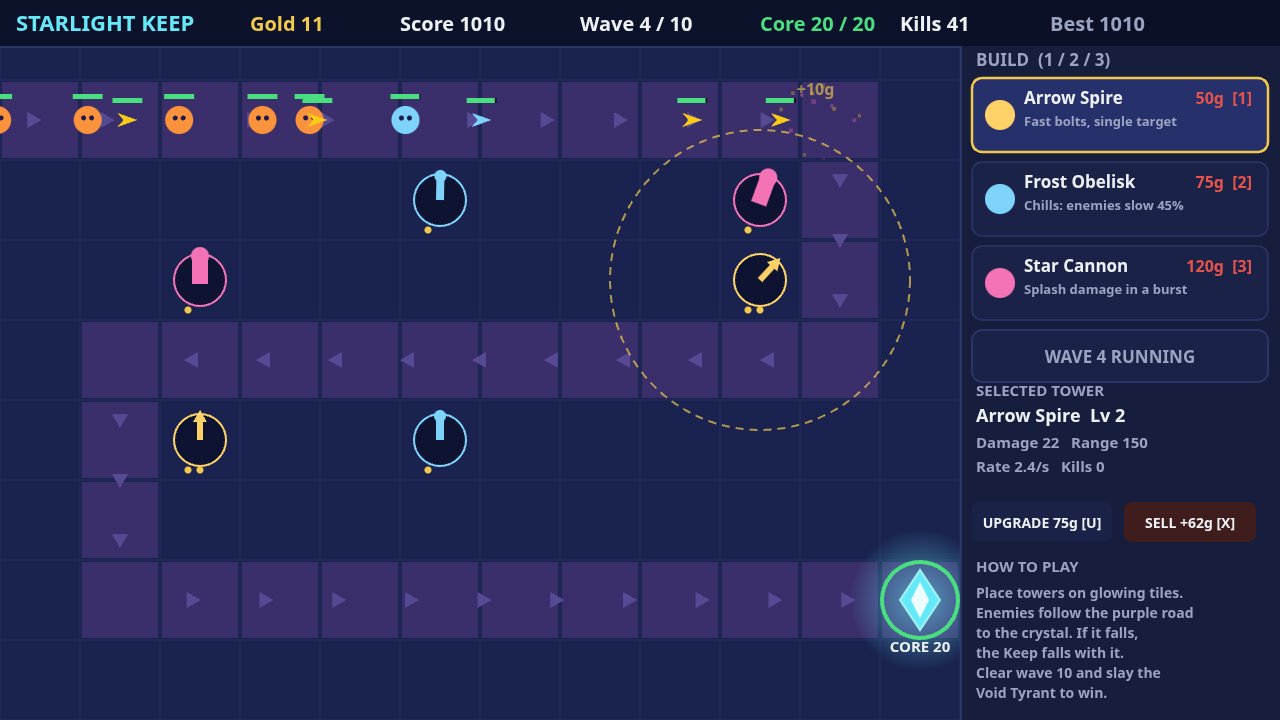 STARLIGHT KEEP Gold 11 Score 1010 Wave 4 / 10 Core 20 / 20 Kills 41 Best 1010
BUILD (1 / 2 / 3)
Arrow Spire 50g [1]
Fast bolts, single target
Frost Obelisk 75g [2]
Chills: enemies slow 45%
Star Cannon 120g [3]
Splash damage in a burst
WAVE 4 RUNNING
SELECTED TOWER
Arrow Spire Lv 2
Damage 22 Range 150
Rate 2.4/s Kills 0
UPGRADE 75g [U] SELL +62g [X]
HOW TO PLAY
Place towers on glowing tiles.
Enemies follow the purple road
to the crystal. If it falls,
the Keep falls with it.
Clear wave 10 and slay the
Void Tyrant to win.
+10g
CORE 20